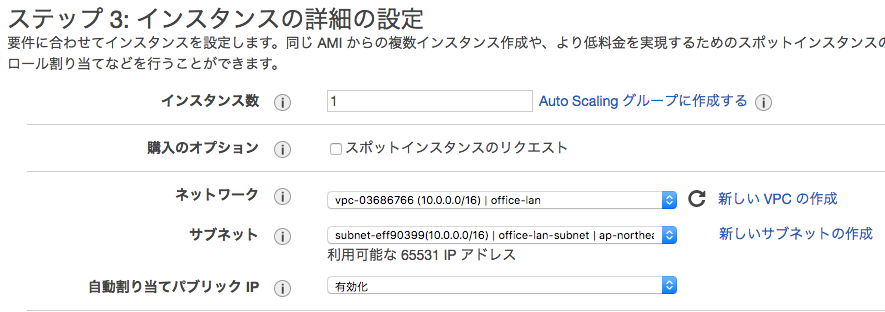 ステップ 3: インスタンスの詳細の設定
要件に合わせてインスタンスを設定します。同じ AMI からの複数インスタンス作成や、より低料金を実現するためのスポットインスタンスの
ロール割り当てなどを行うことができます。
インスタンス数 i 1 Auto Scaling グループに作成する i
購入のオプション i スポットインスタンスのリクエスト
ネットワーク i vpc-03686766 (10.0.0.0/16) | office-lan 新しい VPC の作成
サブネット i subnet-eff90399(10.0.0.0/16) | office-lan-subnet | ap-northea 新しいサブネットの作成
利用可能な 65531 IP アドレス
自動割り当てパブリック IP i 有効化